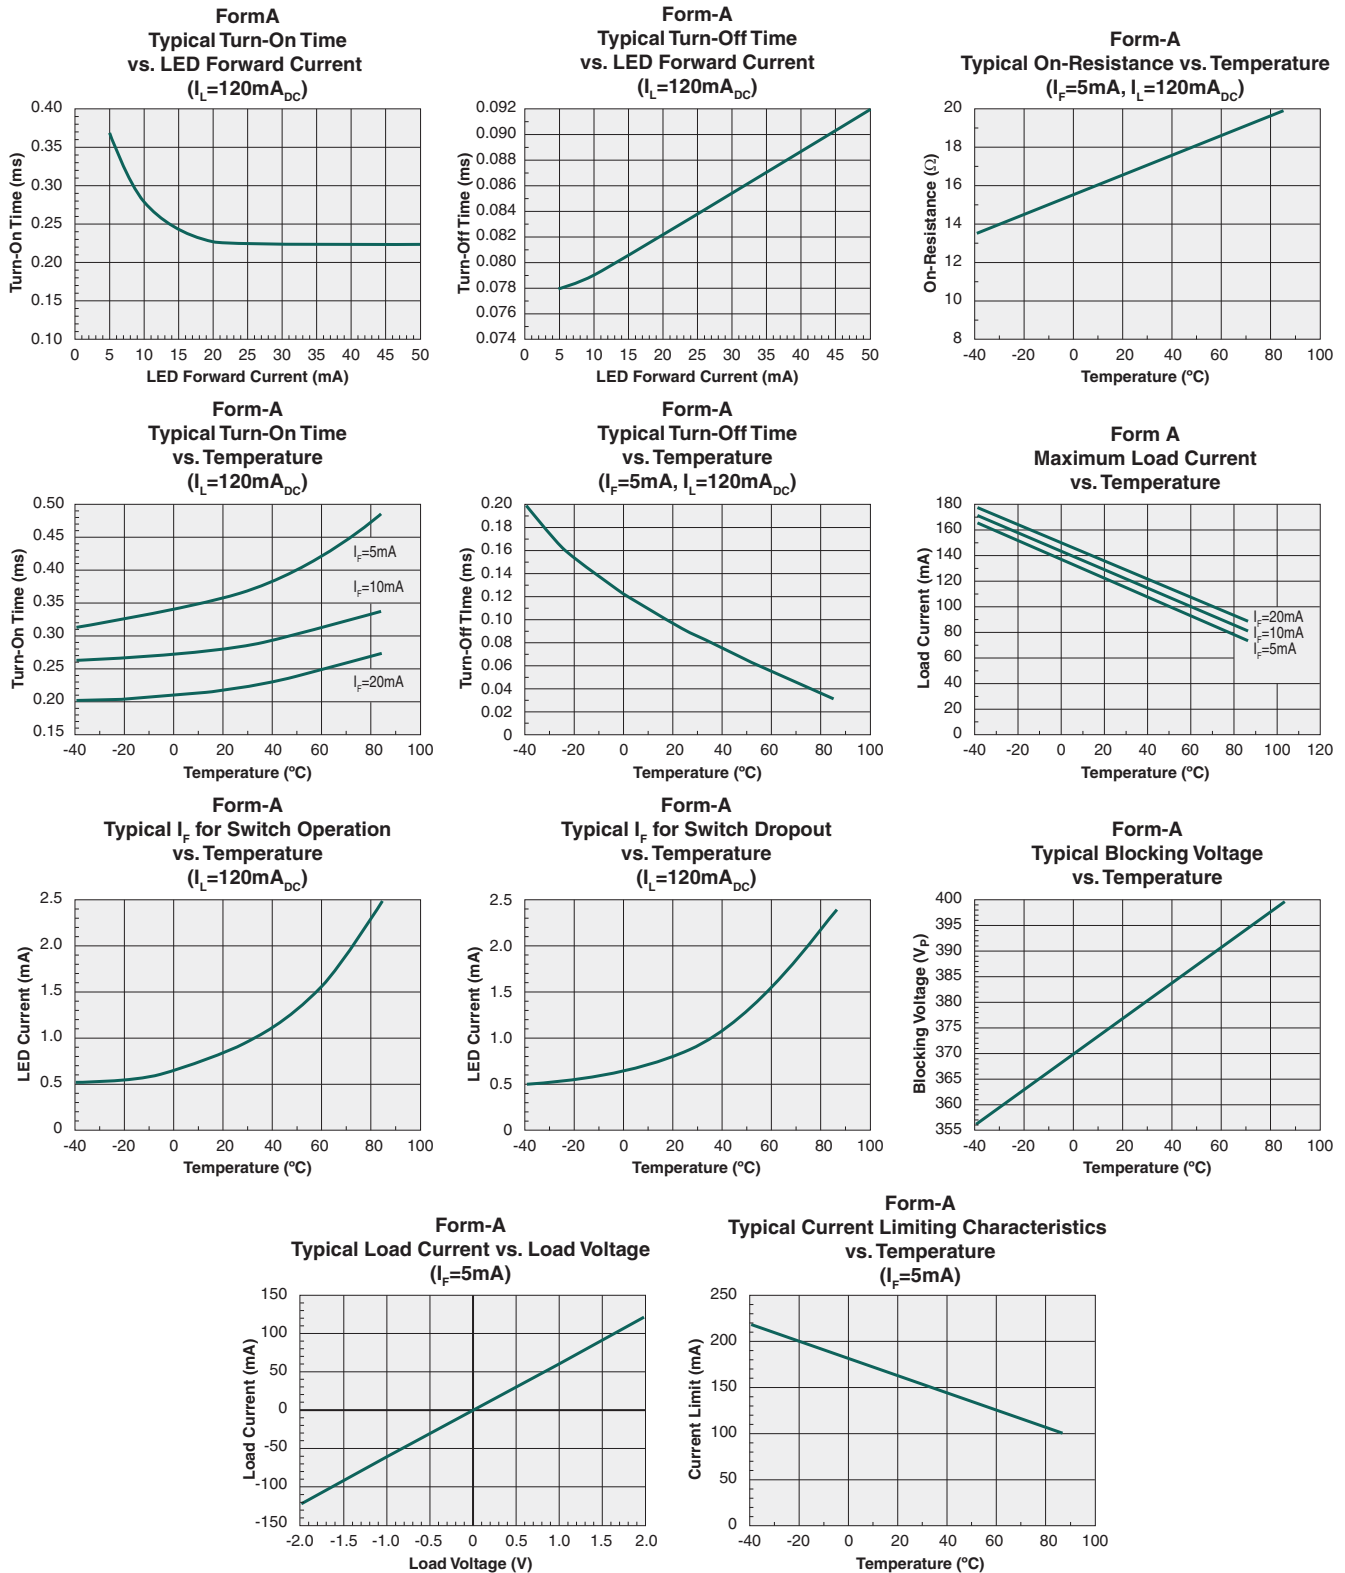 FormA
Typical Turn-On Time
vs. LED Forward Current
(IL=120mADC)
Turn-On Time (ms)
0.40
0.35
0.30
0.25
0.20
0.15
0.10
0 5 10 15 20 25 30 35 40 45 50
LED Forward Current (mA)
Form-A
Typical Turn-Off Time
vs. LED Forward Current
(IL=120mADC)
Turn-Off Time (ms)
0.092
0.090
0.088
0.086
0.084
0.082
0.080
0.078
0.076
0.074
0 5 10 15 20 25 30 35 40 45 50
LED Forward Current (mA)
Form-A
Typical On-Resistance vs. Temperature
(IF=5mA, IL=120mADC)
On-Resistance (Ω)
20
18
16
14
12
10
8
-40 -20 0 20 40 60 80 100
Temperature (ºC)
Form-A
Typical Turn-On Time
vs. Temperature
(IL=120mADC)
Turn-On Time (ms)
0.50
0.45
0.40
0.35
0.30
0.25
0.20
0.15
IF=5mA
IF=10mA
IF=20mA
-40 -20 0 20 40 60 80 100
Temperature (ºC)
Form-A
Typical Turn-Off Time
vs. Temperature
(IF=5mA, IL=120mADC)
Turn-Off TIme (ms)
0.20
0.18
0.16
0.14
0.12
0.10
0.08
0.06
0.04
0.02
0
-40 -20 0 20 40 60 80 100
Temperature (ºC)
Form A
Maximum Load Current
vs. Temperature
Load Current (mA)
180
160
140
120
100
80
60
40
20
0
IF=20mA
IF=10mA
IF=5mA
-40 -20 0 20 40 60 80 100 120
Temperature (ºC)
Form-A
Typical IF for Switch Operation
vs. Temperature
(IL=120mADC)
LED Current (mA)
2.5
2.0
1.5
1.0
0.5
0
-40 -20 0 20 40 60 80 100
Temperature (ºC)
Form-A
Typical IF for Switch Dropout
vs. Temperature
(IL=120mADC)
LED Current (mA)
2.5
2.0
1.5
1.0
0.5
0
-40 -20 0 20 40 60 80 100
Temperature (ºC)
Form-A
Typical Blocking Voltage
vs. Temperature
Blocking Voltage (VP)
400
395
390
385
380
375
370
365
360
355
-40 -20 0 20 40 60 80 100
Temperature (ºC)
Form-A
Typical Load Current vs. Load Voltage
(IF=5mA)
Load Current (mA)
150
100
50
0
-50
-100
-150
-2.0 -1.5 -1.0 -0.5 0 0.5 1.0 1.5 2.0
Load Voltage (V)
Form-A
Typical Current Limiting Characteristics
vs. Temperature
(IF=5mA)
Current Limit (mA)
250
200
150
100
50
0
-40 -20 0 20 40 60 80 100
Temperature (ºC)